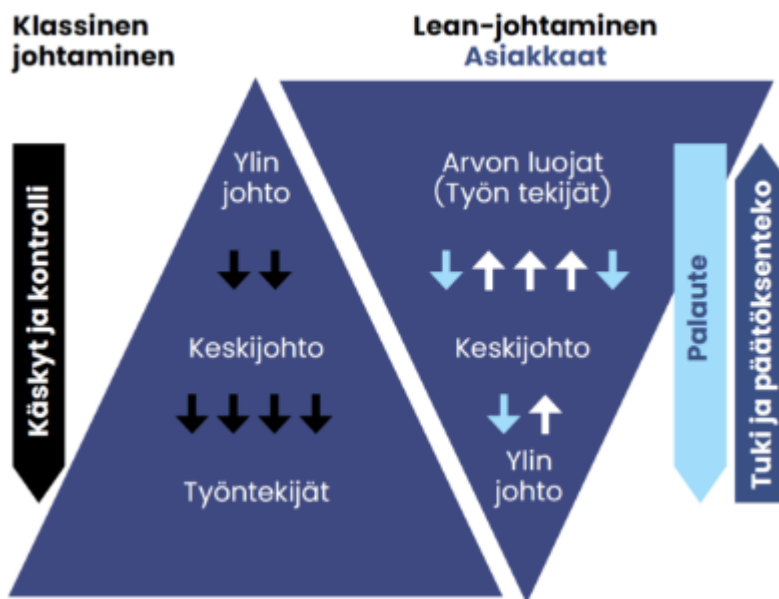 Klassinen
johtaminen
Käskyt ja kontrolli
Ylin
johto
Keskijohto
Työntekijät
Lean-johtaminen
Asiakkaat
Arvon luojat
(Työn tekijät)
Keskijohto
Ylin
johto
Palaute
Tuki ja päätöksenteko